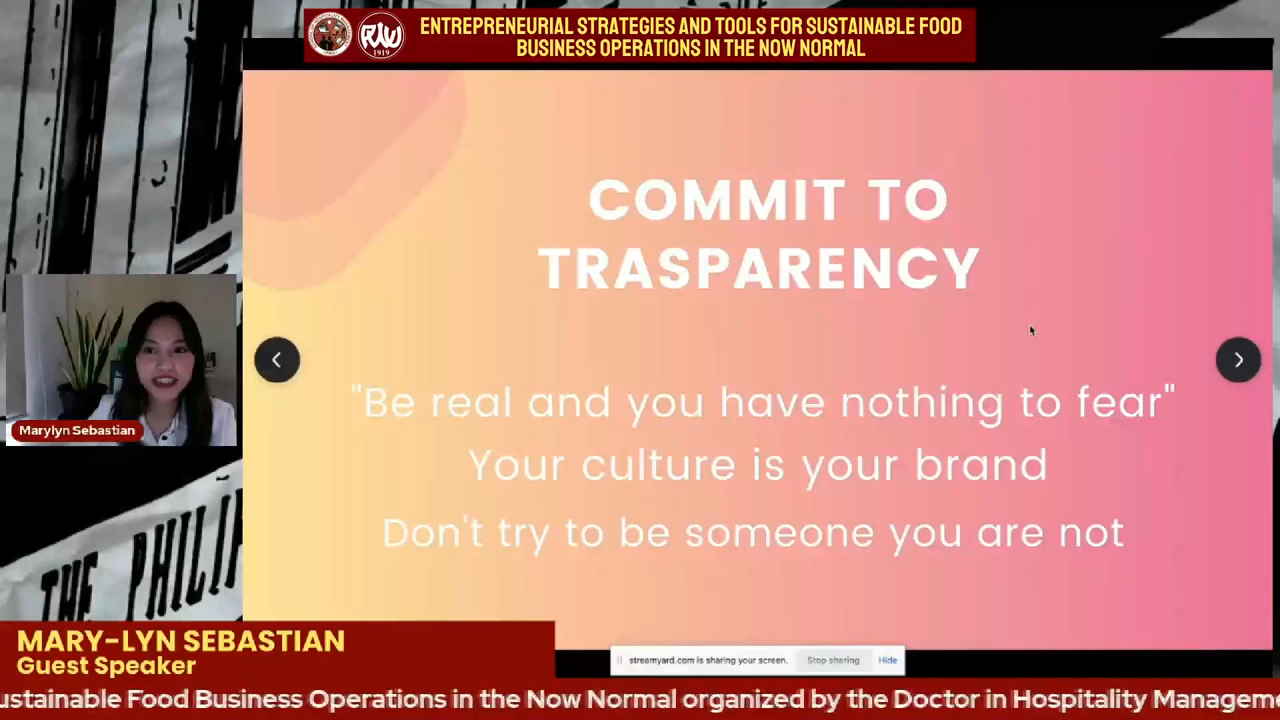 ENTREPRENEURIAL STRATEGIES AND TOOLS FOR SUSTAINABLE FOOD
BUSINESS OPERATIONS IN THE NOW NORMAL
1919
COMMIT TO
TRASPARENCY
"Be real and you have nothing to fear"
Your culture is your brand
Don't try to be someone you are not
Marylyn Sebastian
THE PHILIP
MARY-LYN SEBASTIAN
Guest Speaker
streamyard.com is sharing your screen. Stop sharing Hide
ustainable Food Business Operations in the Now Normal organized by the Doctor in Hospitality Manageme